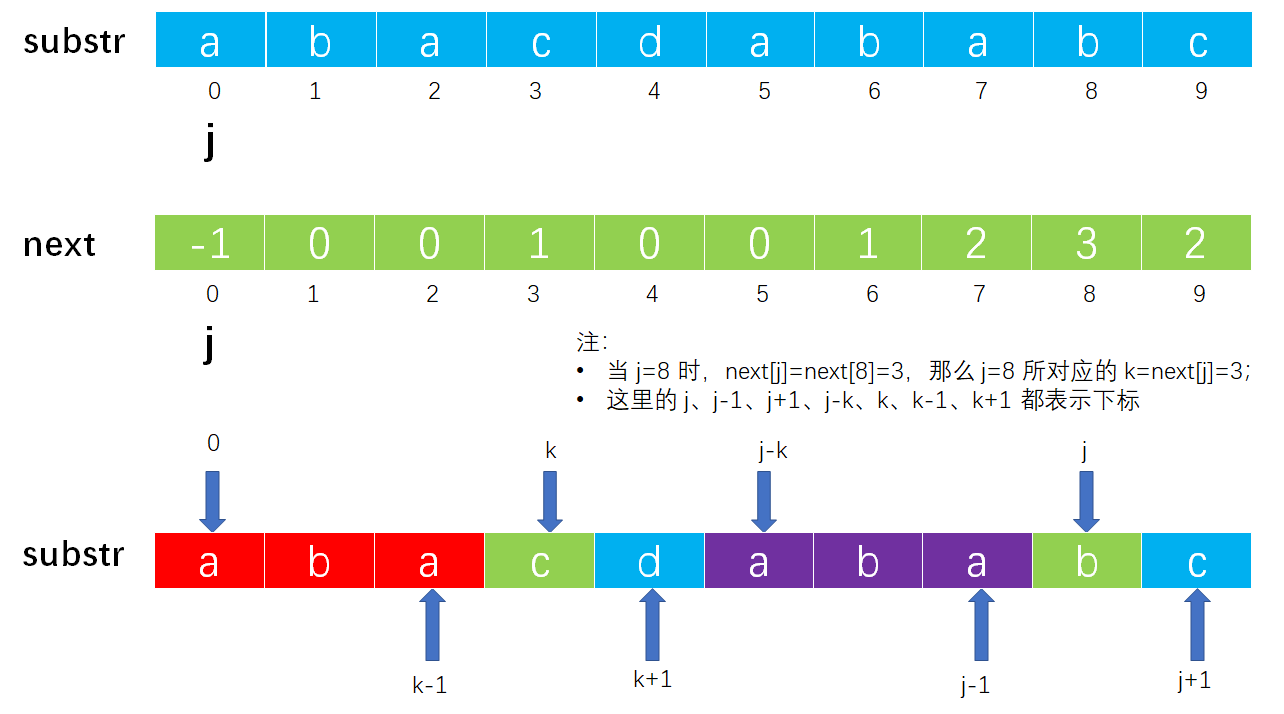 substr a b a c d a b a b c
0 1 2 3 4 5 6 7 8 9
j
next -1 0 0 1 0 0 1 2 3 2
0 1 2 3 4 5 6 7 8 9
j
注：
• 当 j=8 时，next[j]=next[8]=3，那么 j=8 所对应的 k=next[j]=3;
• 这里的 j、j-1、j+1、j-k、k、k-1、k+1 都表示下标
0 k j-k j
substr a b a c d a b a b c
k-1 k+1 j-1 j+1